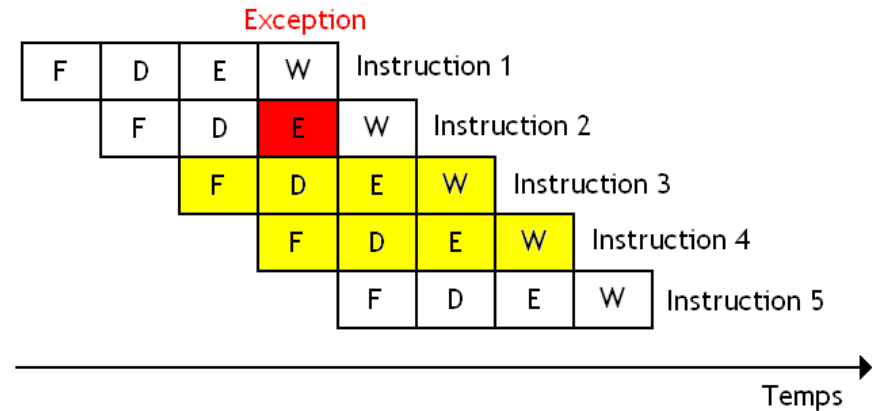 Exception
F D E W Instruction 1
F D E W Instruction 2
F D E W Instruction 3
F D E W Instruction 4
F D E W Instruction 5
Temps